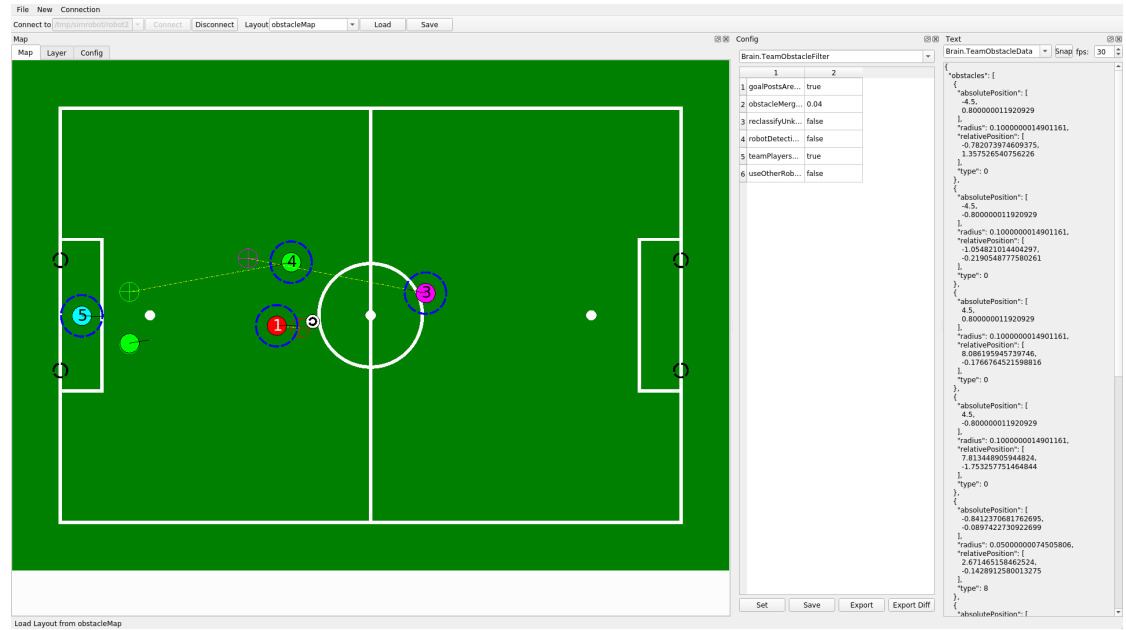 File New Connection
Connect to /tmp/simrobot/robot2 Connect Disconnect Layout obstacleMap Load Save
Map
Map Layer Config
4
3
5
1
Config
Brain.TeamObstacleFilter
1 2
1 goalPostsAre... true
2 obstacleMerg... 0.04
3 reclassifyUnk... false
4 robotDetecti... false
5 teamPlayers... true
6 useOtherRob... false
Set Save Export Export Diff
Text
Brain.TeamObstacleData Snap fps: 30
{
"obstacles": [
{
"absolutePosition": [
-4.5,
0.800000011920929
],
"radius": 0.1000000014901161,
"relativePosition": [
-0.782073974609375,
1.357526540756226
],
"type": 0
},
{
"absolutePosition": [
-4.5,
-0.800000011920929
],
"radius": 0.1000000014901161,
"relativePosition": [
-1.054821014404297,
-0.2190548777580261
],
"type": 0
},
{
"absolutePosition": [
4.5,
0.800000011920929
],
"radius": 0.1000000014901161,
"relativePosition": [
8.086195945739746,
-0.1766764521598816
],
"type": 0
},
{
"absolutePosition": [
4.5,
-0.800000011920929
],
"radius": 0.1000000014901161,
"relativePosition": [
7.813448905944824,
-1.753257751464844
],
"type": 0
},
{
"absolutePosition": [
-0.8412370681762695,
-0.0897422730922699
],
"radius": 0.05000000074505806,
"relativePosition": [
2.671465158462524,
-0.1428912580013275
],
"type": 8
},
{
"absolutePosition": [
Load Layout from obstacleMap